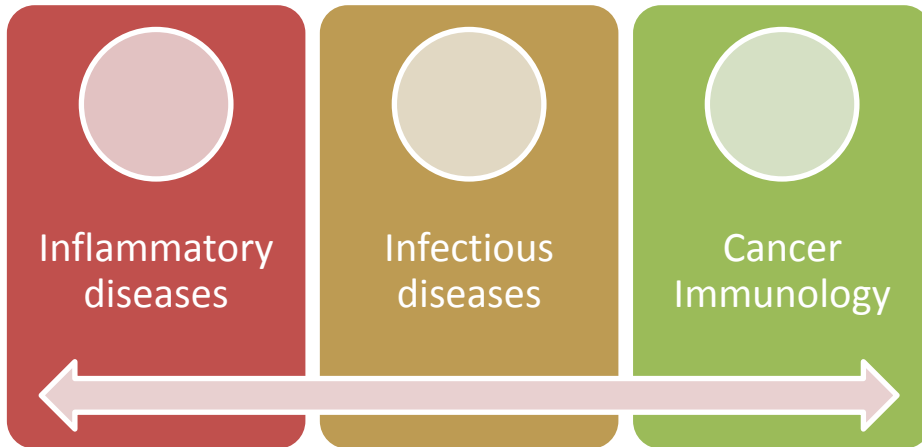 Inflammatory
diseases
Infectious
diseases
Cancer
Immunology